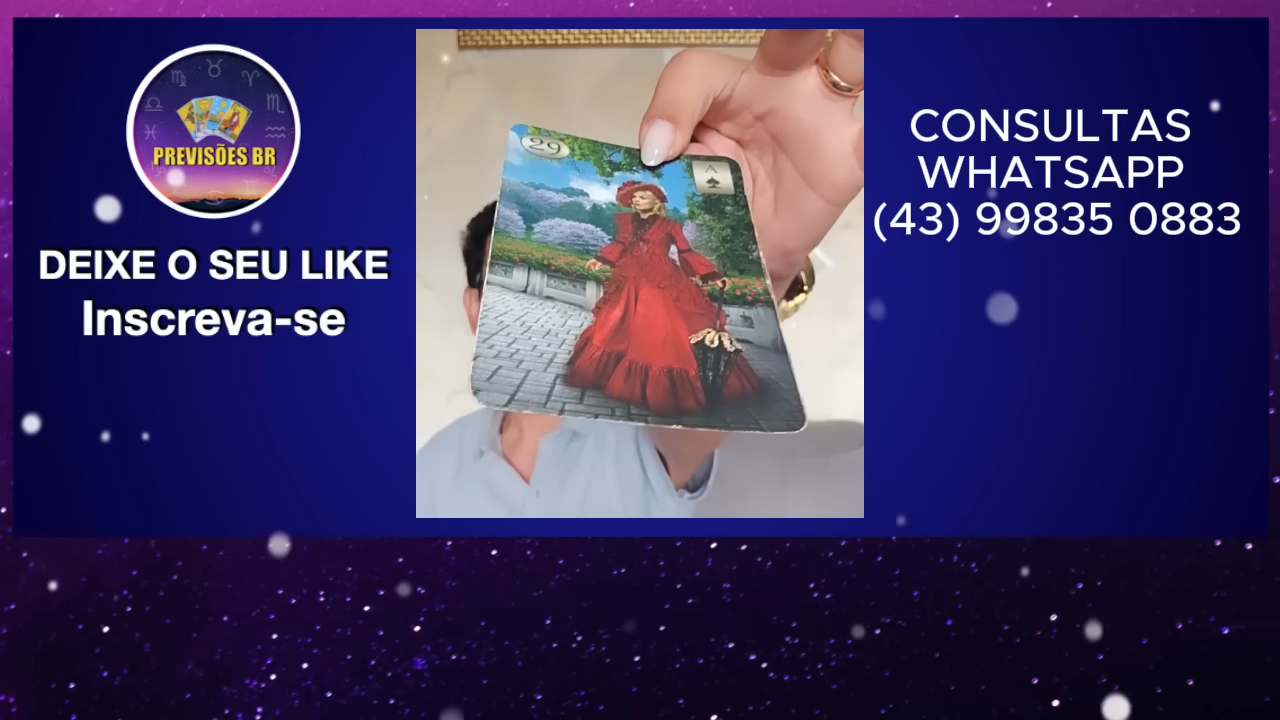 PREVISÕES BR
DEIXE O SEU LIKE
Inscreva-se
29
A
CONSULTAS
WHATSAPP
(43) 99835 0883